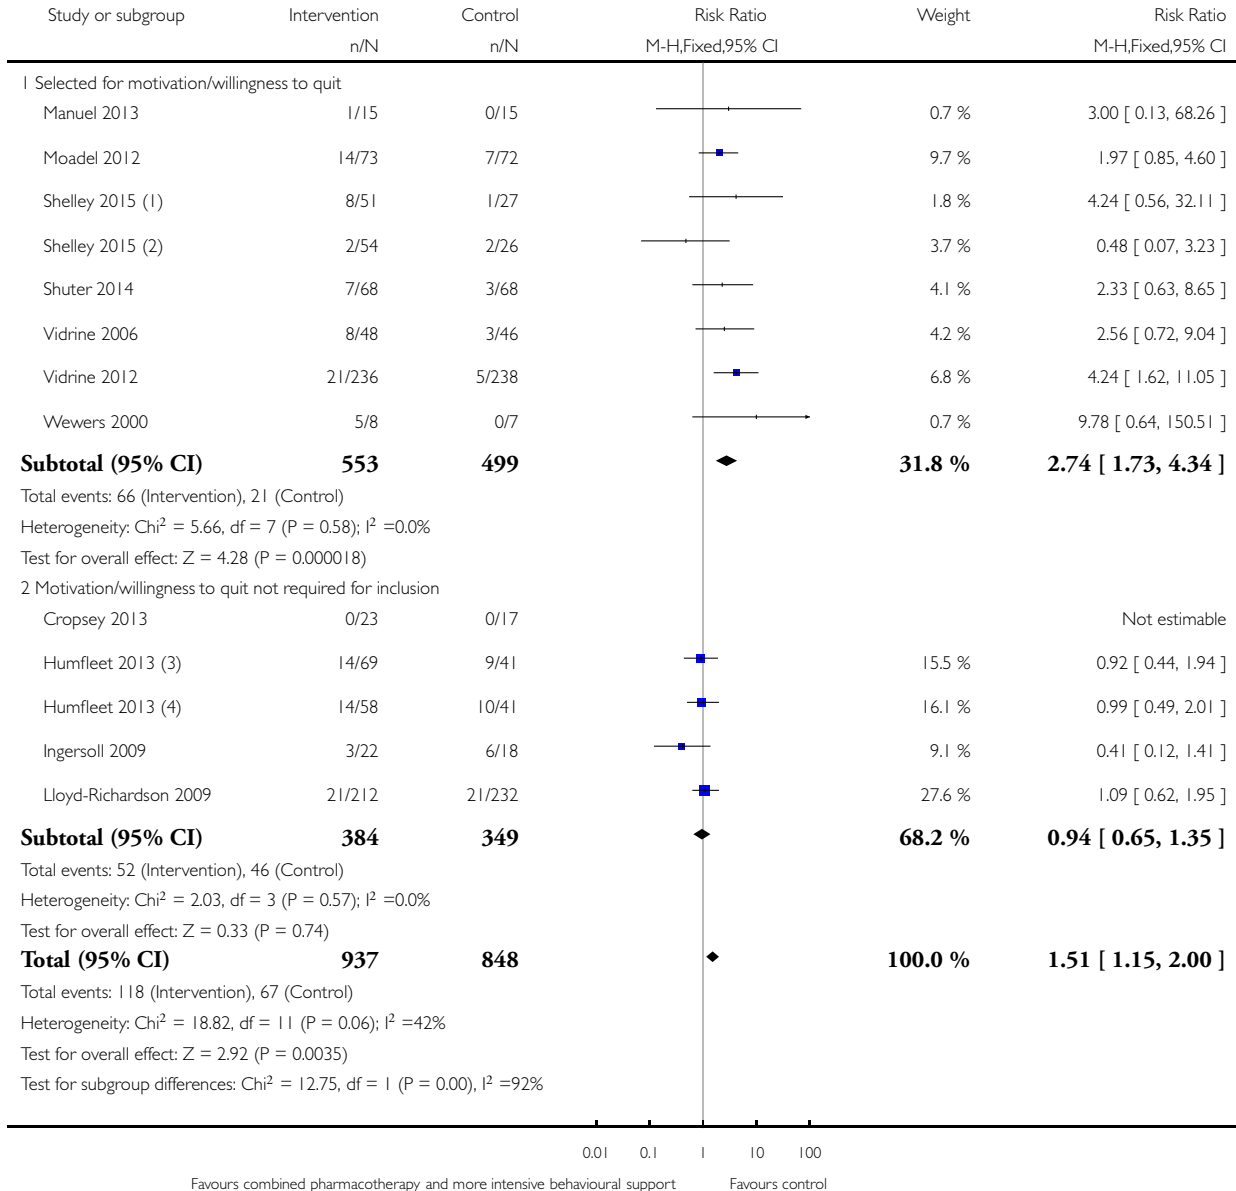 Study or subgroup Intervention Control Risk Ratio Weight Risk Ratio
n/N n/N M-H,Fixed,95% CI M-H,Fixed,95% CI
1 Selected for motivation/willingness to quit
Manuel 2013 1/15 0/15 0.7 % 3.00 [ 0.13, 68.26 ]
Moadel 2012 14/73 7/72 9.7 % 1.97 [ 0.85, 4.60 ]
Shelley 2015 (1) 8/51 1/27 1.8 % 4.24 [ 0.56, 32.11 ]
Shelley 2015 (2) 2/54 2/26 3.7 % 0.48 [ 0.07, 3.23 ]
Shuter 2014 7/68 3/68 4.1 % 2.33 [ 0.63, 8.65 ]
Vidrine 2006 8/48 3/46 4.2 % 2.56 [ 0.72, 9.04 ]
Vidrine 2012 21/236 5/238 6.8 % 4.24 [ 1.62, 11.05 ]
Wewers 2000 5/8 0/7 0.7 % 9.78 [ 0.64, 150.51 ]
Subtotal (95% CI) 553 499 31.8 % 2.74 [ 1.73, 4.34 ]
Total events: 66 (Intervention), 21 (Control)
Heterogeneity: Chi² = 5.66, df = 7 (P = 0.58); I² =0.0%
Test for overall effect: Z = 4.28 (P = 0.000018)
2 Motivation/willingness to quit not required for inclusion
Cropsey 2013 0/23 0/17 Not estimable
Humfleet 2013 (3) 14/69 9/41 15.5 % 0.92 [ 0.44, 1.94 ]
Humfleet 2013 (4) 14/58 10/41 16.1 % 0.99 [ 0.49, 2.01 ]
Ingersoll 2009 3/22 6/18 9.1 % 0.41 [ 0.12, 1.41 ]
Lloyd-Richardson 2009 21/212 21/232 27.6 % 1.09 [ 0.62, 1.95 ]
Subtotal (95% CI) 384 349 68.2 % 0.94 [ 0.65, 1.35 ]
Total events: 52 (Intervention), 46 (Control)
Heterogeneity: Chi² = 2.03, df = 3 (P = 0.57); I² =0.0%
Test for overall effect: Z = 0.33 (P = 0.74)
Total (95% CI) 937 848 100.0 % 1.51 [ 1.15, 2.00 ]
Total events: 118 (Intervention), 67 (Control)
Heterogeneity: Chi² = 18.82, df = 11 (P = 0.06); I² =42%
Test for overall effect: Z = 2.92 (P = 0.0035)
Test for subgroup differences: Chi² = 12.75, df = 1 (P = 0.00), I² =92%
0.01 0.1 1 10 100
Favours combined pharmacotherapy and more intensive behavioural support Favours control